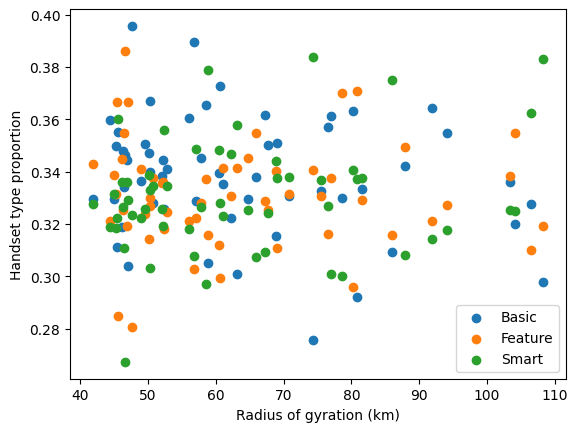 0.40
0.38
0.36
0.34
0.32
0.30
0.28
Handset type proportion
Basic
Feature
Smart
40 50 60 70 80 90 100 110
Radius of gyration (km)